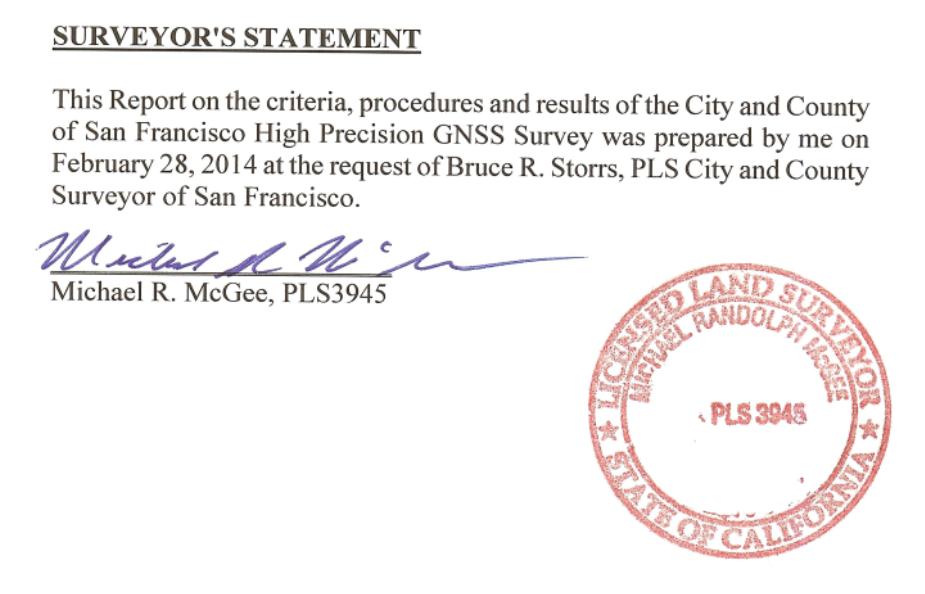 SURVEYOR'S STATEMENT
This Report on the criteria, procedures and results of the City and County
of San Francisco High Precision GNSS Survey was prepared by me on
February 28, 2014 at the request of Bruce R. Storrs, PLS City and County
Surveyor of San Francisco.
Michael R. McGee, PLS3945
LICENSED LAND SURVEYOR
MICHAEL RANDOLPH McGEE
PLS 3945
STATE OF CALIFORNIA